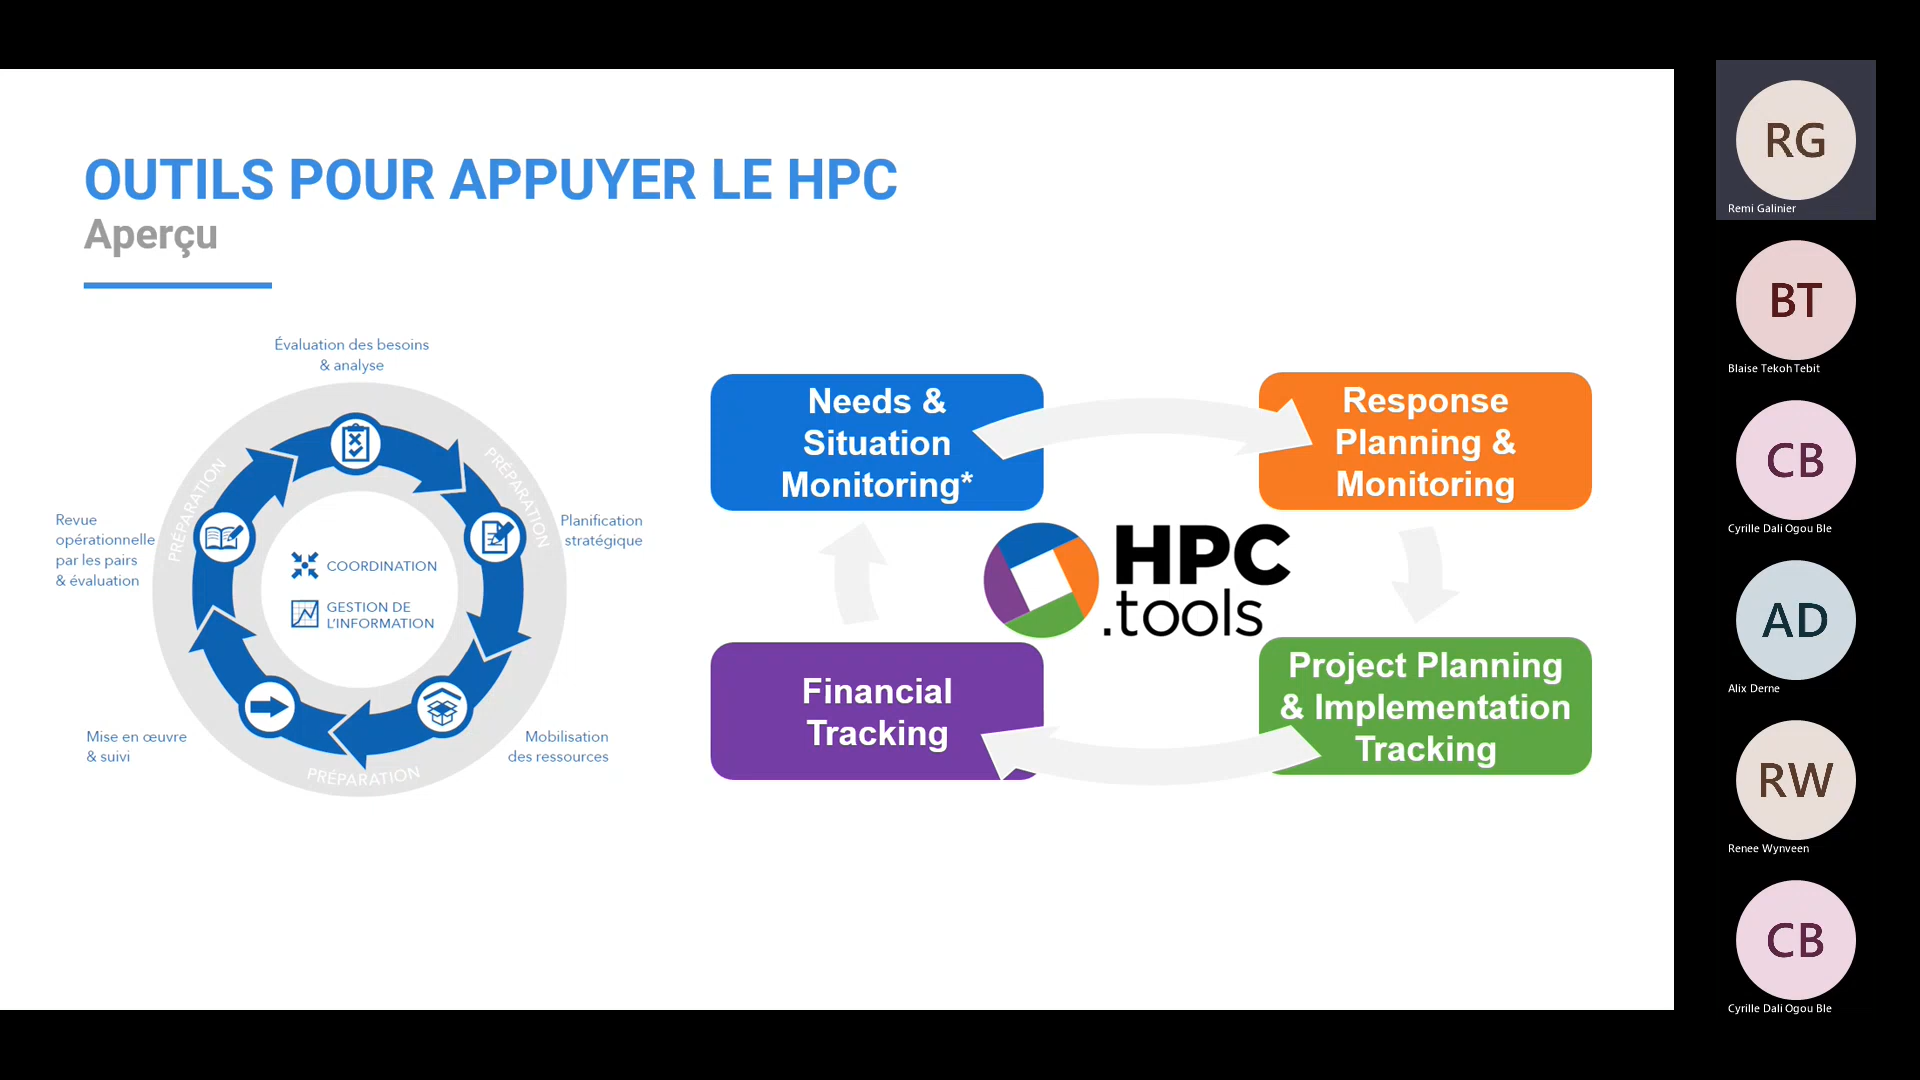 OUTILS POUR APPUYER LE HPC
Aperçu
Évaluation des besoins
& analyse
PRÉPARATION
PRÉPARATION
Revue
opérationnelle
par les pairs
& évaluation
Planification
stratégique
COORDINATION
GESTION DE
L'INFORMATION
Mise en œuvre
& suivi
Mobilisation
des ressources
PRÉPARATION
Needs &
Situation
Monitoring*
Response
Planning &
Monitoring
HPC
.tools
Financial
Tracking
Project Planning
& Implementation
Tracking
RG
Remi Galinier
BT
Blaise Tekoh Tebit
CB
Cyrille Dali Ogou Ble
AD
Alix Derne
RW
Renee Wynveen
CB
Cyrille Dali Ogou Ble